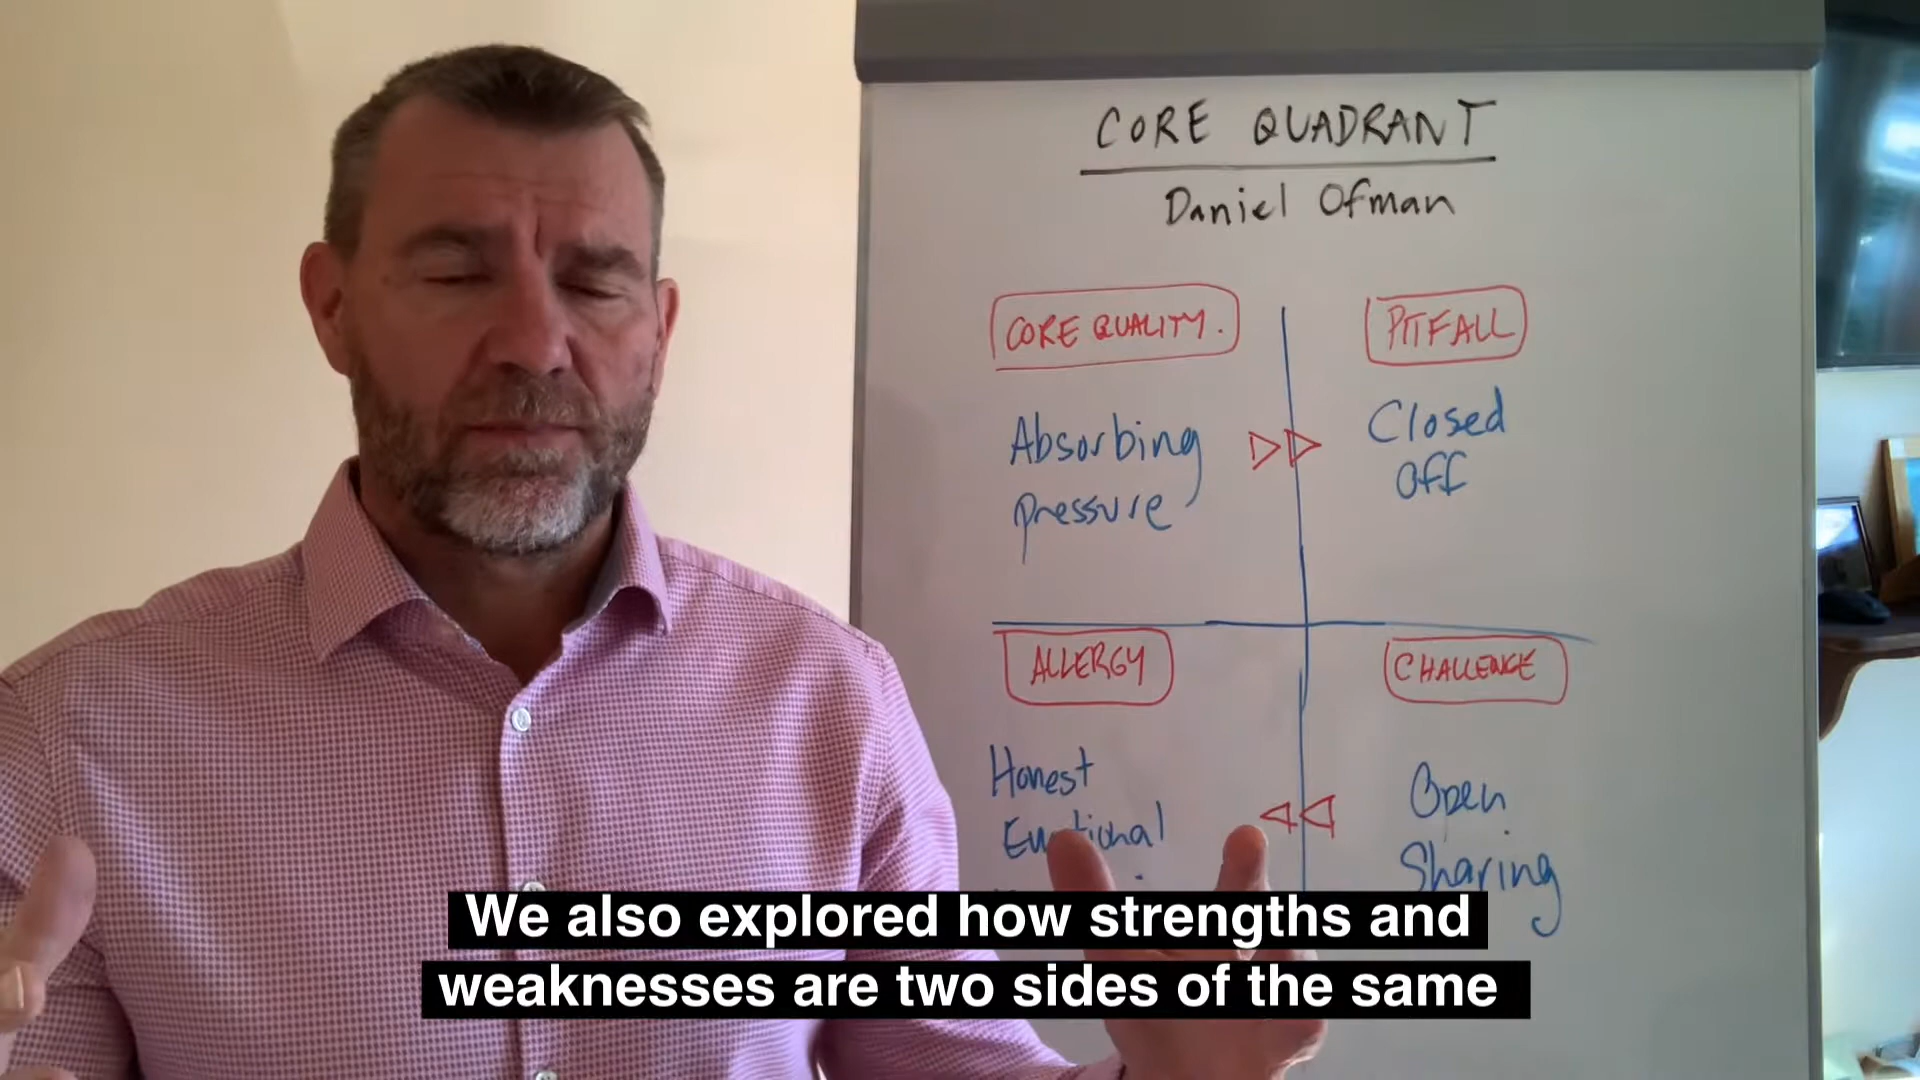 CORE QUADRANT
Daniel Ofman
CORE QUALITY.
Absorbing
pressure
PITFALL
Closed
Off
ALLERGY
Honest
Emotional
CHALLENGE
Open
Sharing
We also explored how strengths and
weaknesses are two sides of the same